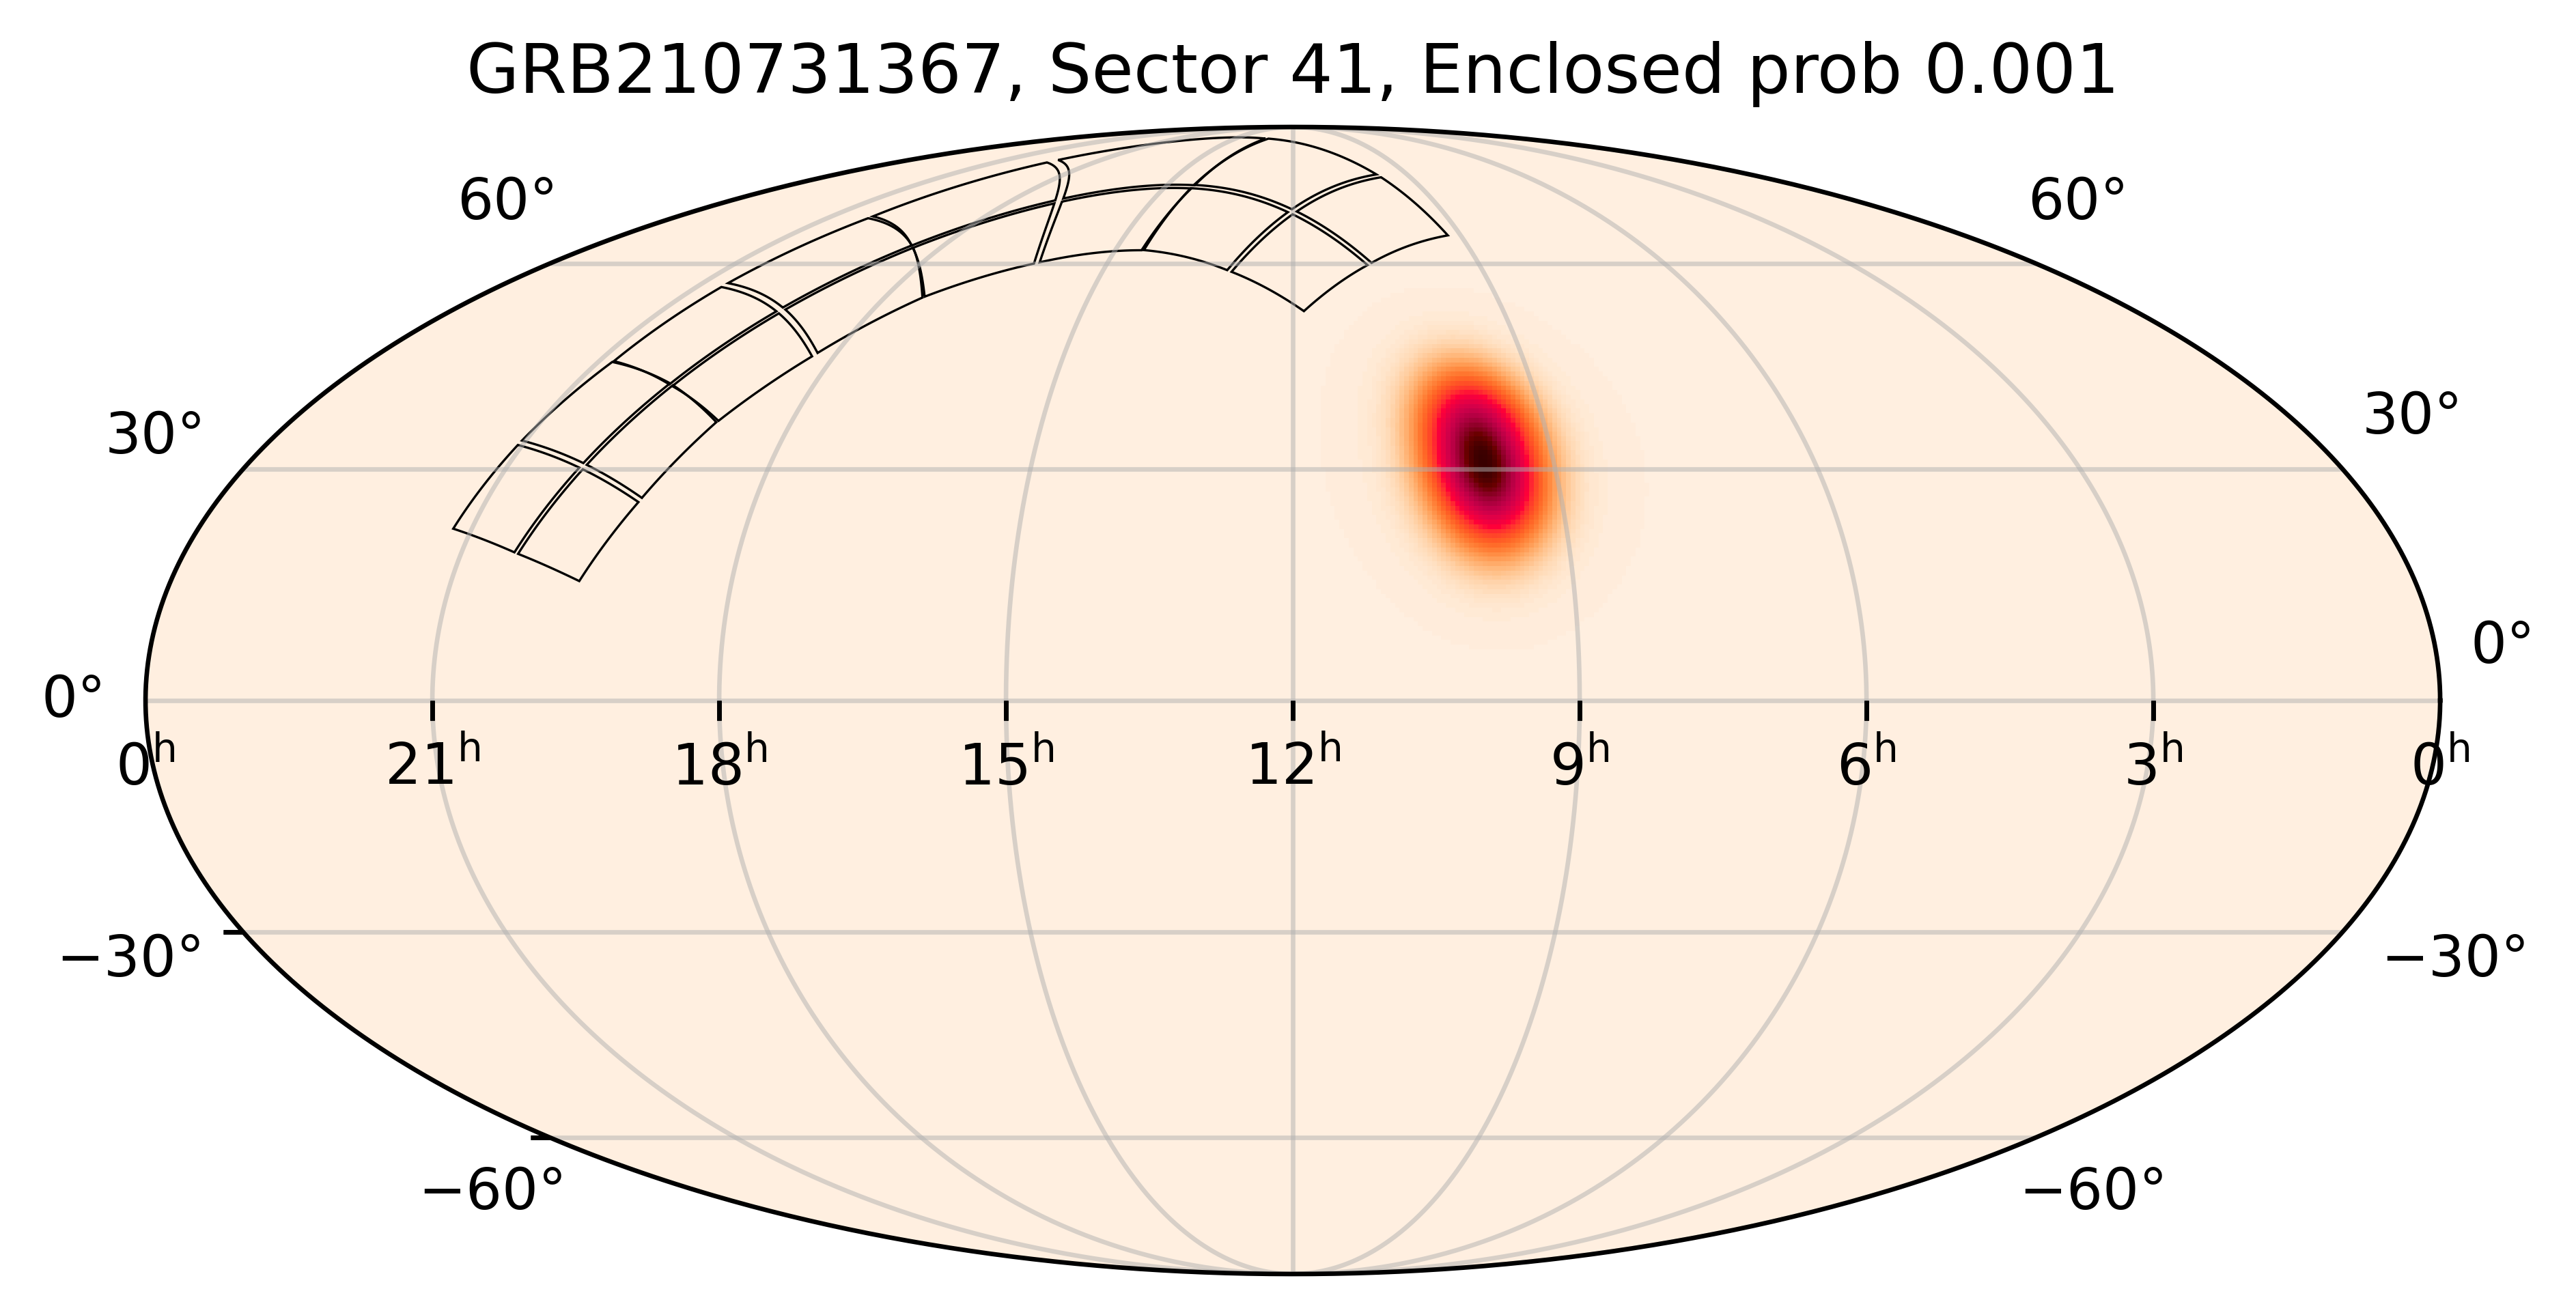 GRB210731367, Sector 41, Enclosed prob 0.001
60° 60°
30° 30°
0° 0°
0h 21h 18h 15h 12h 9h 6h 3h 0h
−30° −30°
−60° −60°